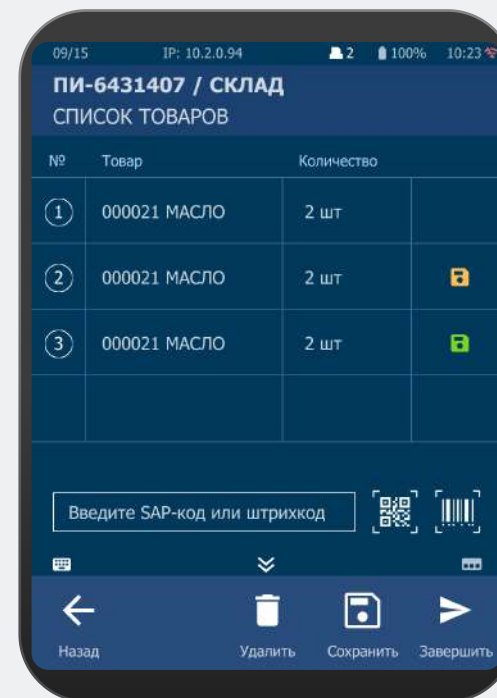 09/15 IP: 10.2.0.94 2 100% 10:23
ПИ-6431407 / СКЛАД
СПИСОК ТОВАРОВ
№ Товар Количество
1 000021 МАСЛО 2 шт
2 000021 МАСЛО 2 шт
3 000021 МАСЛО 2 шт
Введите SAP-код или штрихкод
Назад Удалить Сохранить Завершить